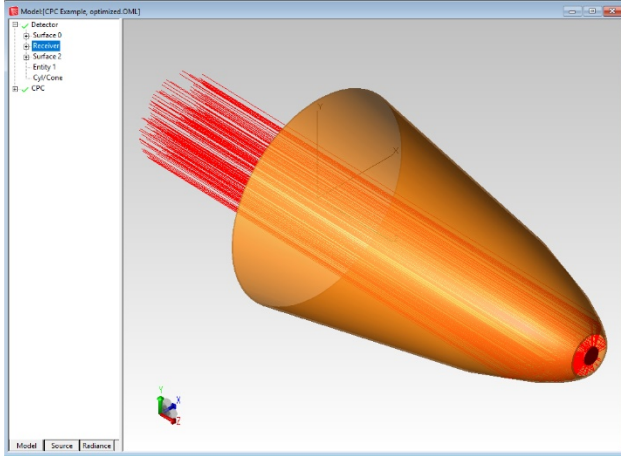 Model:[CPC Example, optimized.OML]
Detector
Surface 0
Receiver
Surface 2
Entity 1
Cyl/Cone
CPC
Y
X
Y
X
Z
Model Source Radiance